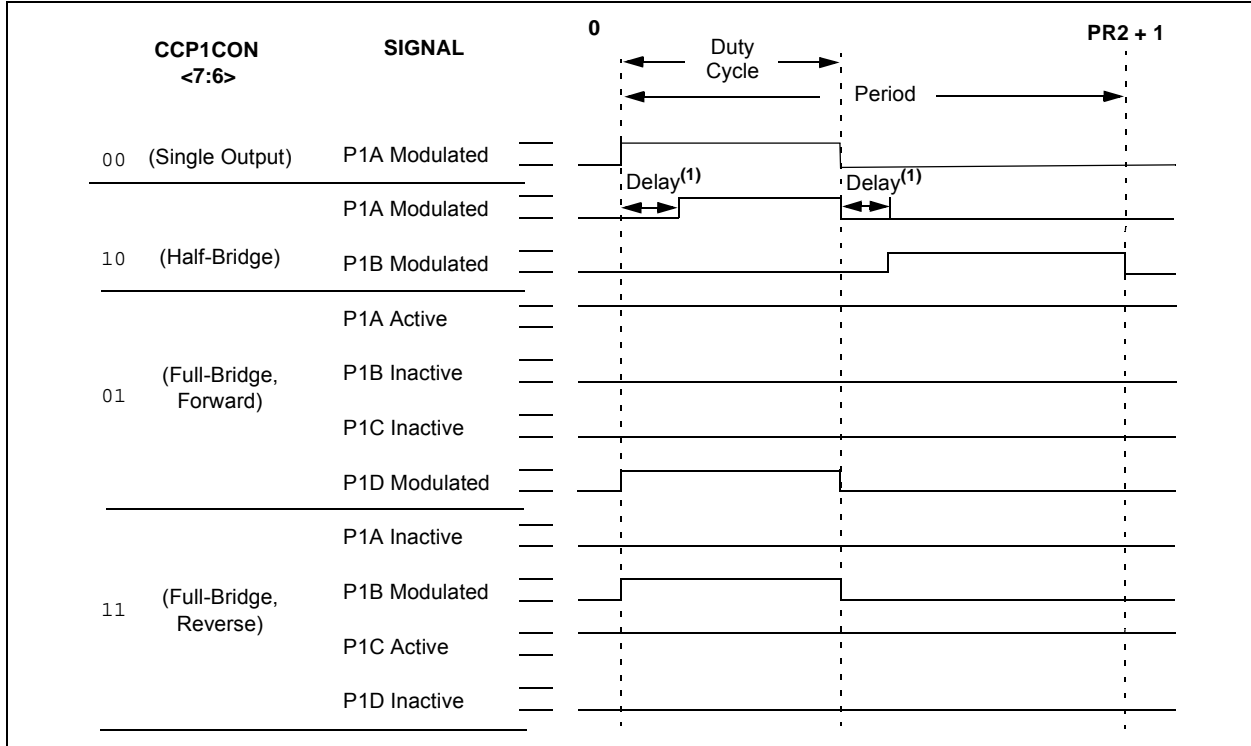 CCP1CON
<7:6>
SIGNAL
0
PR2 + 1
Duty
Cycle
Period
00 (Single Output) P1A Modulated
Delay(1) Delay(1)
P1A Modulated
10 (Half-Bridge) P1B Modulated
P1A Active
01 (Full-Bridge,
Forward)
P1B Inactive
P1C Inactive
P1D Modulated
P1A Inactive
11 (Full-Bridge,
Reverse)
P1B Modulated
P1C Active
P1D Inactive